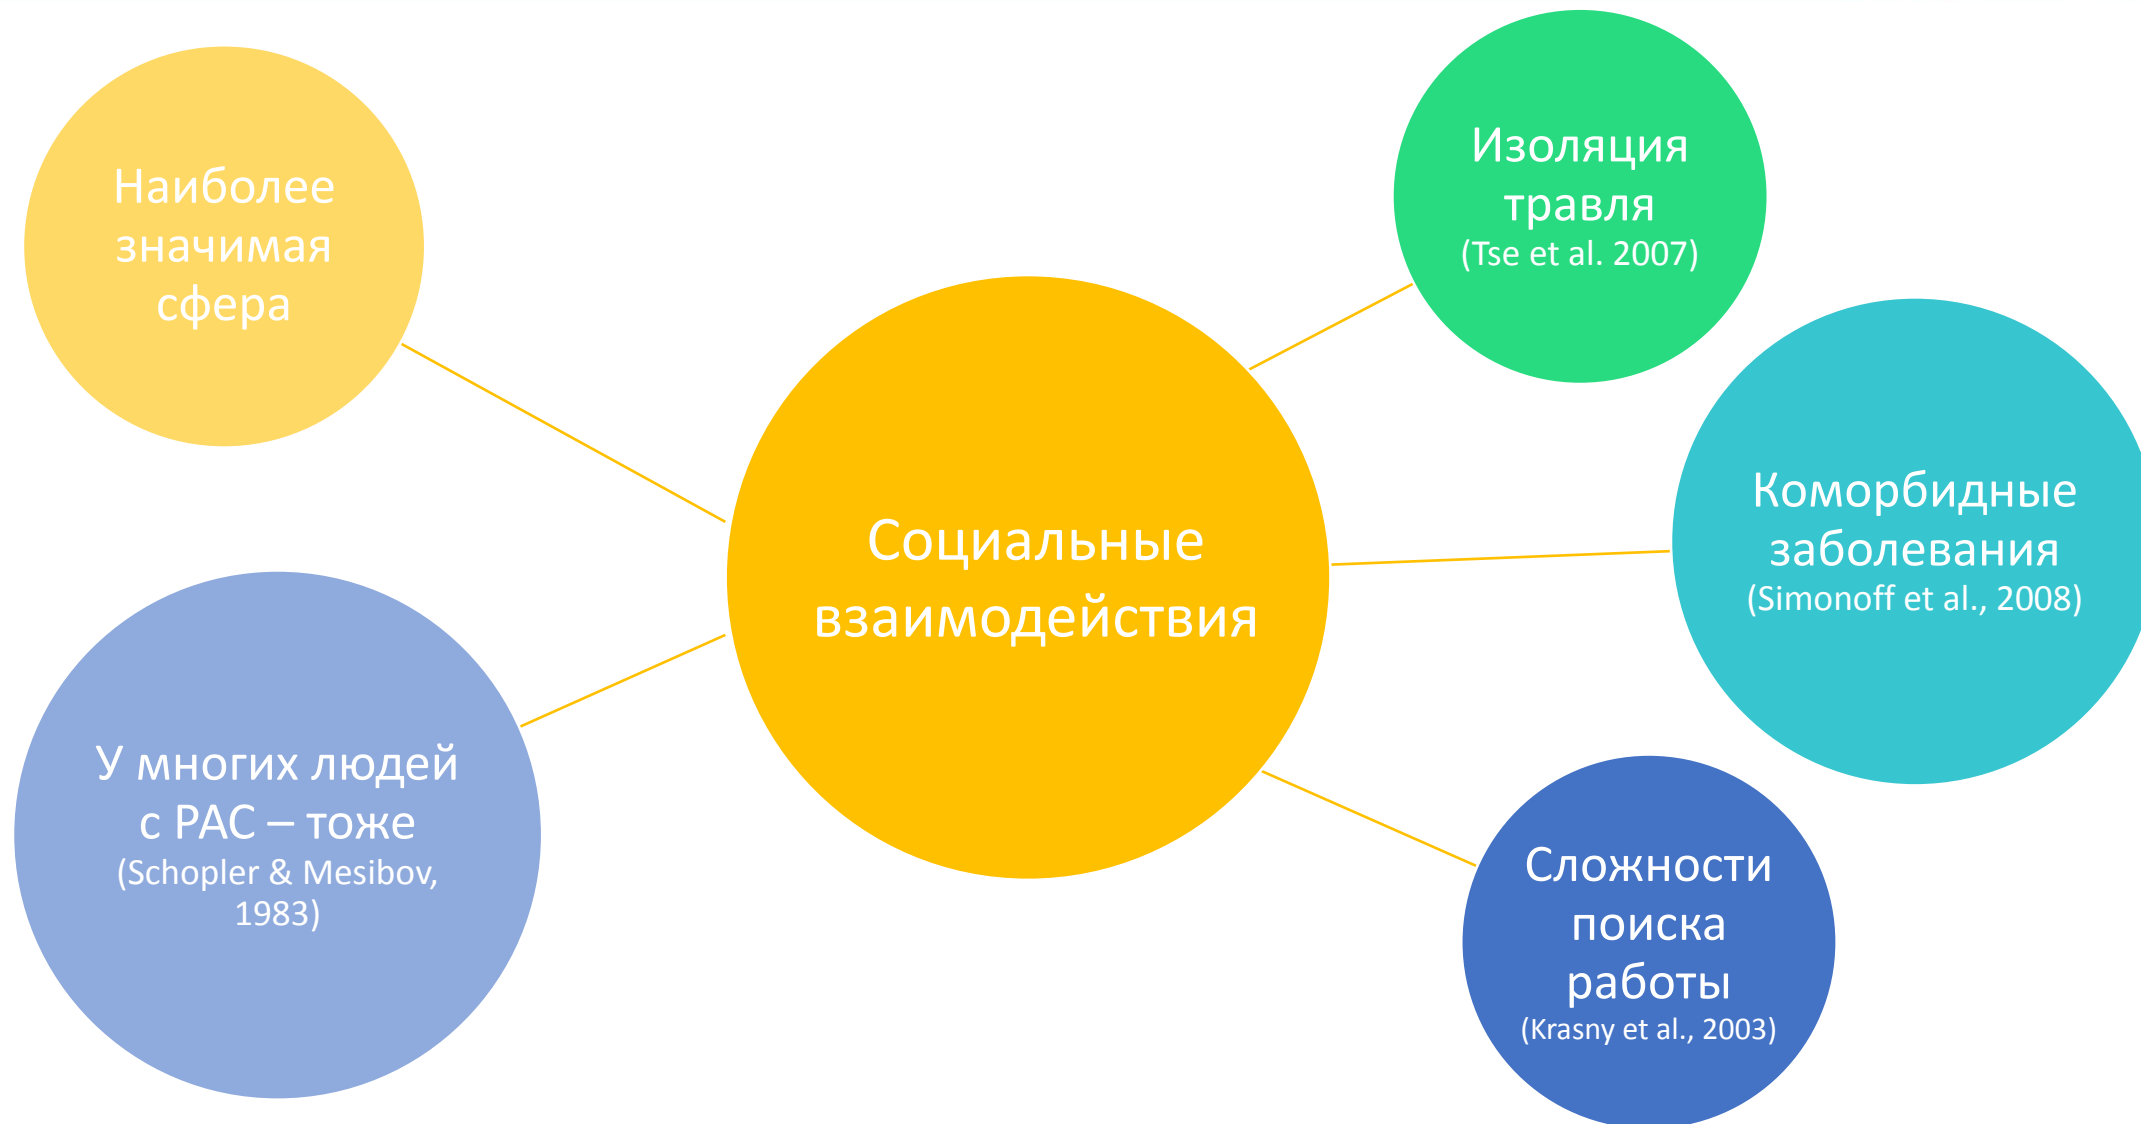 Наиболее
значимая
сфера
У многих людей
с РАС – тоже
(Schopler & Mesibov,
1983)
Социальные
взаимодействия
Изоляция
травля
(Tse et al. 2007)
Коморбидные
заболевания
(Simonoff et al., 2008)
Сложности
поиска
работы
(Krasny et al., 2003)